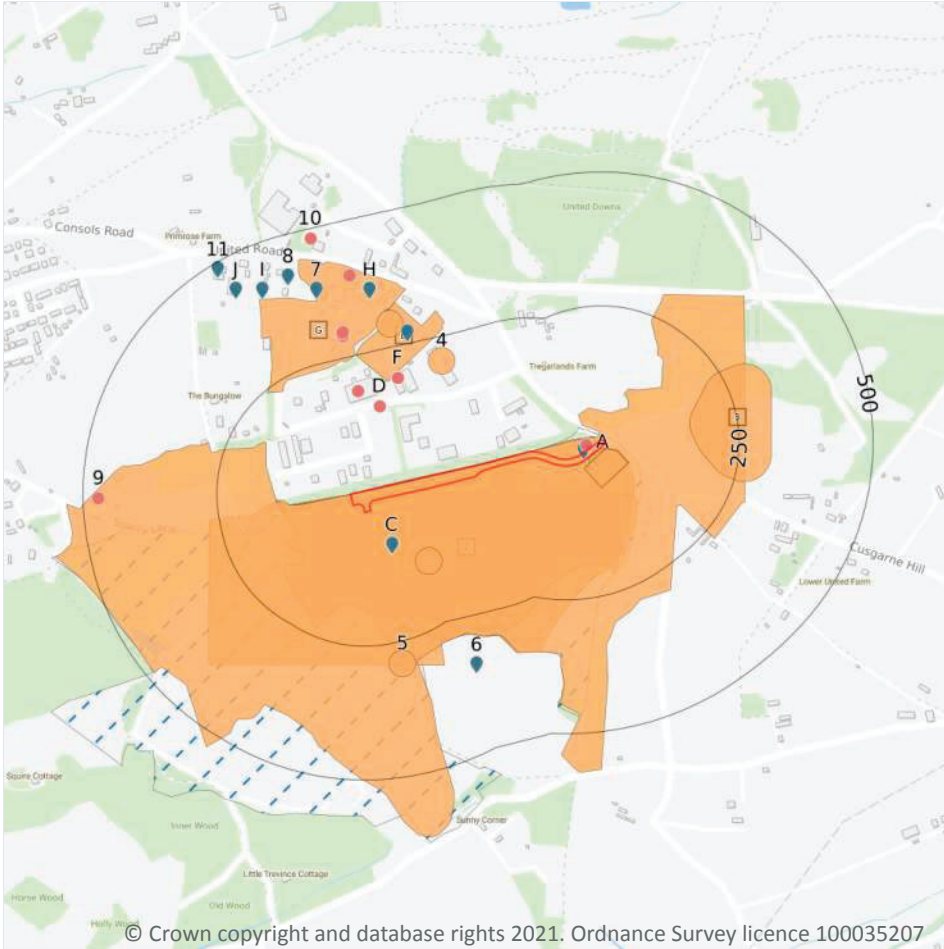 United Downs
10
Consols Road
Primrose Farm
United Road
11
J
I
8
7
H
G
4
F
Tregarlands Farm
D
The Bungalow
500
250
A
9
C
Cusgarne Hill
Lower United Farm
5
6
Squire Cottage
Sunny Corner
Inner Wood
Little Trevince Cottage
Horse Wood
Old Wood
Holly Wood
© Crown copyright and database rights 2021. Ordnance Survey licence 100035207